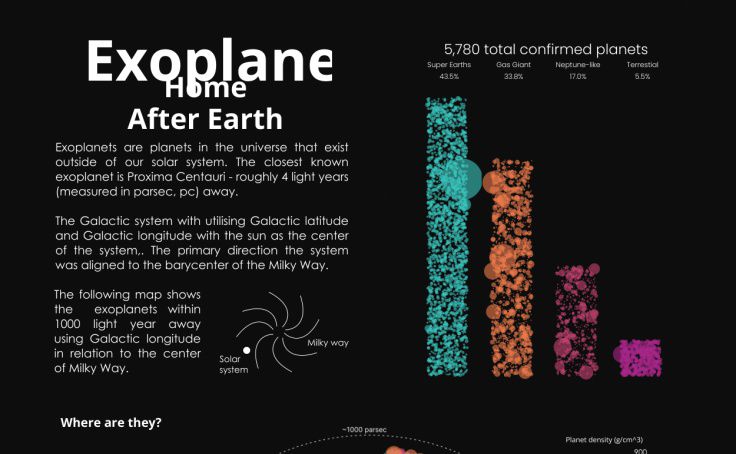 Exoplane
Home
After Earth
Exoplanets are planets in the universe that exist
outside of our solar system. The closest known
exoplanet is Proxima Centauri - roughly 4 light years
(measured in parsec, pc) away.
The Galactic system with utilising Galactic latitude
and Galactic longitude with the sun as the center
of the system,. The primary direction the system
was aligned to the barycenter of the Milky Way.
The following map shows
the exoplanets within
1000 light year away
using Galactic longitude
in relation to the center
of Milky Way.
Milky way
Solar
system
Where are they?
5,780 total confirmed planets
Super Earths Gas Giant Neptune-like Terrestial
43.5% 33.8% 17.0% 5.5%
~1000 parsec
Planet density (g/cm^3)
900